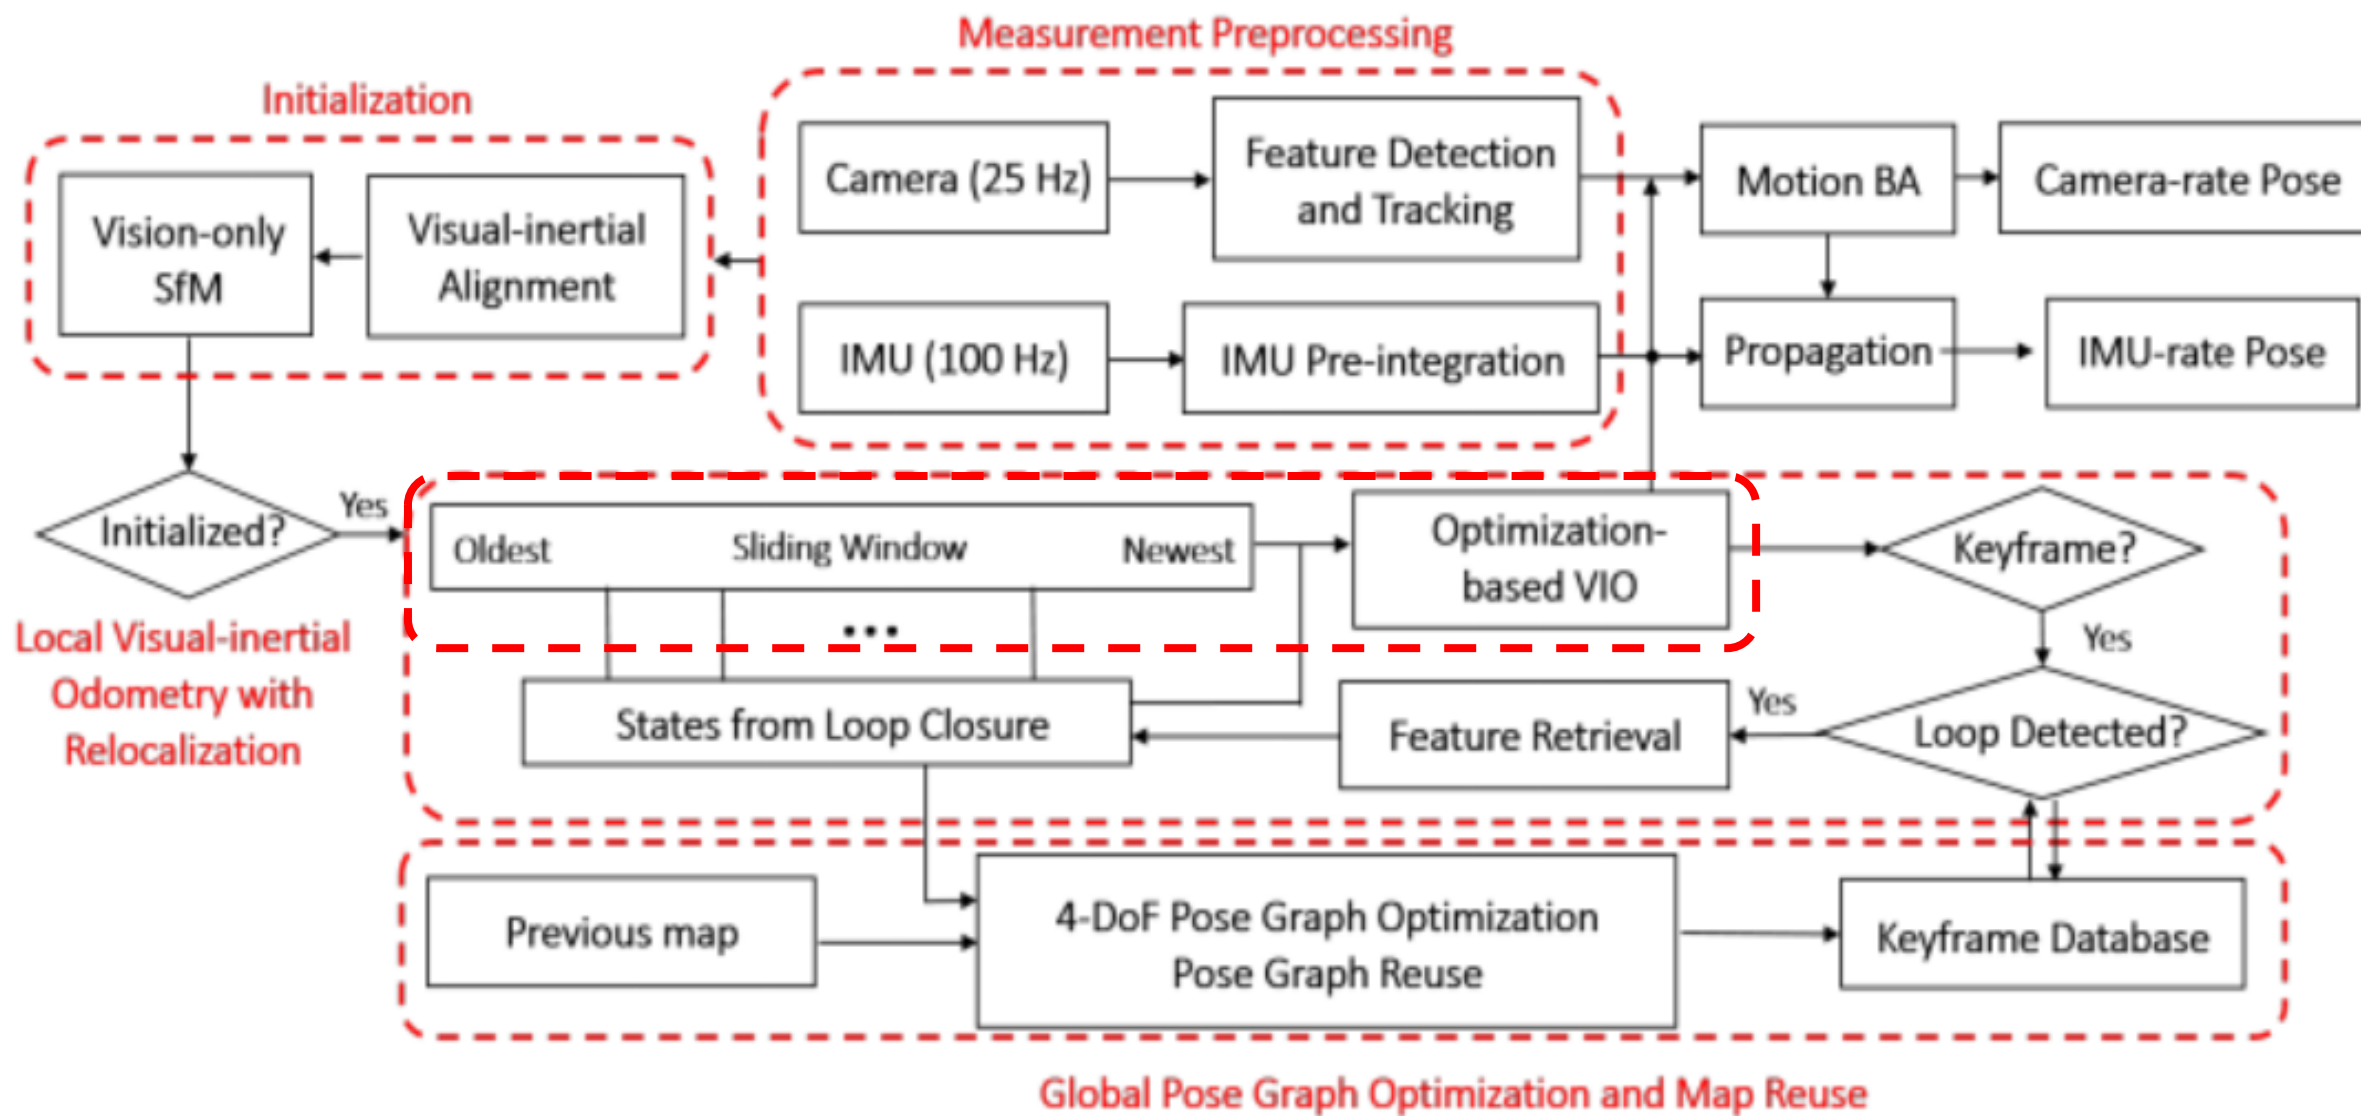 Measurement Preprocessing
Initialization
Camera (25 Hz)
Feature Detection
and Tracking
Motion BA
Camera-rate Pose
Vision-only
SfM
Visual-inertial
Alignment
IMU (100 Hz)
IMU Pre-integration
Propagation
IMU-rate Pose
Initialized?
Yes
Oldest
Sliding Window
Newest
...
Optimization-
based VIO
Keyframe?
Yes
Local Visual-inertial
Odometry with
Relocalization
States from Loop Closure
Feature Retrieval
Yes
Loop Detected?
Previous map
4-DoF Pose Graph Optimization
Pose Graph Reuse
Keyframe Database
Global Pose Graph Optimization and Map Reuse